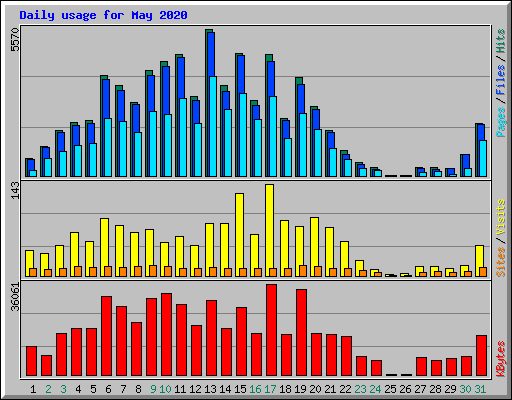 Daily usage for May 2020
5570
Pages / Files / Hits
143
Sites / Visits
36061
KBytes
1 2 3 4 5 6 7 8 9 10 11 12 13 14 15 16 17 18 19 20 21 22 23 24 25 26 27 28 29 30 31